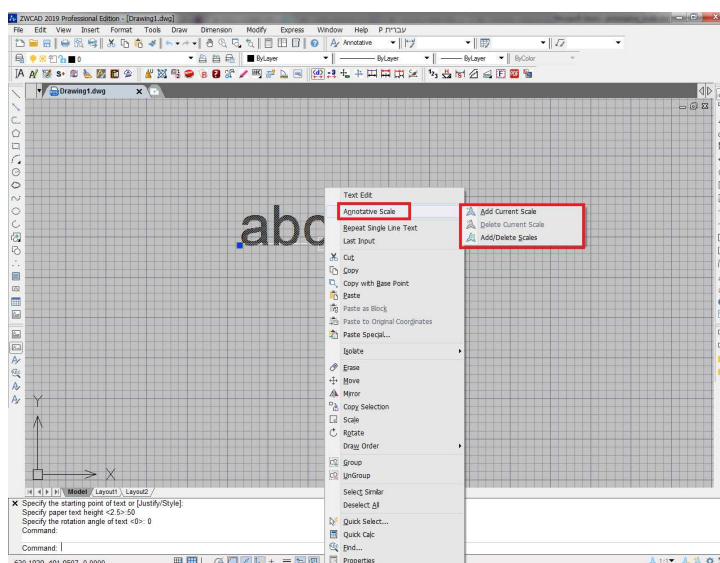 ZWCAD 2019 Professional Edition - [Drawing1.dwg]
File Edit View Insert Format Tools Draw Dimension Modify Express Window Help P עברית
Annotative
0 ByLayer ByLayer ByLayer ByColor
Drawing1.dwg x
abc
Text Edit
Annotative Scale
Add Current Scale
Delete Current Scale
Add/Delete Scales
Repeat Single Line Text
Last Input
Cut
Copy
Copy with Base Point
Paste
Paste as Block
Paste to Original Coordinates
Paste Special...
Isolate
Erase
Move
Mirror
Copy Selection
Scale
Rotate
Draw Order
Group
UnGroup
Select Similar
Deselect All
Quick Select...
Quick Calc
Find...
Properties
Y
X
Model Layout1 Layout2
Specify the starting point of text or [Justify/Style]:
Specify paper text height <2.5>:50
Specify the rotation angle of text <0>: 0
Command:
Command: